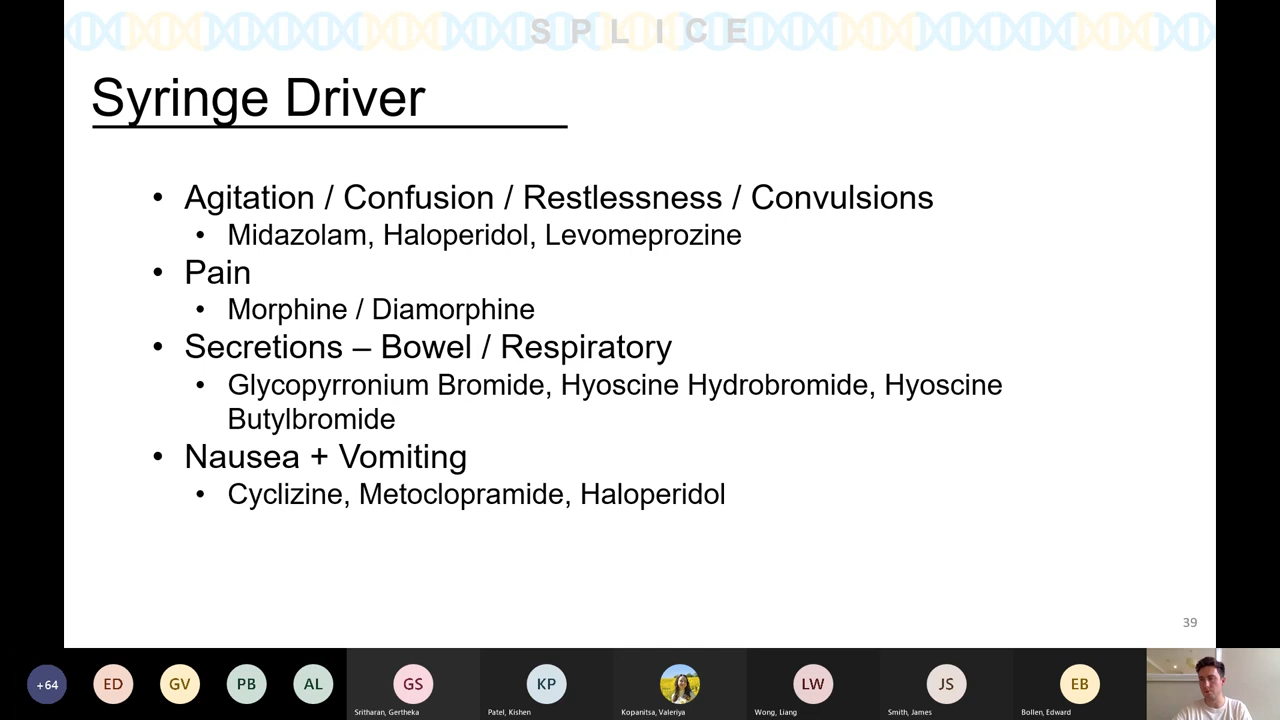 S P L I C E
Syringe Driver
• Agitation / Confusion / Restlessness / Convulsions
• Midazolam, Haloperidol, Levomeprozine
• Pain
• Morphine / Diamorphine
• Secretions – Bowel / Respiratory
• Glycopyrronium Bromide, Hyoscine Hydrobromide, Hyoscine
Butylbromide
• Nausea + Vomiting
• Cyclizine, Metoclopramide, Haloperidol
39
+64 ED GV PB AL GS KP LW JS EB
Sritharan, Gertheka Patel, Kishen Kopanitsa, Valeriya Wong, Liang Smith, James Bollen, Edward